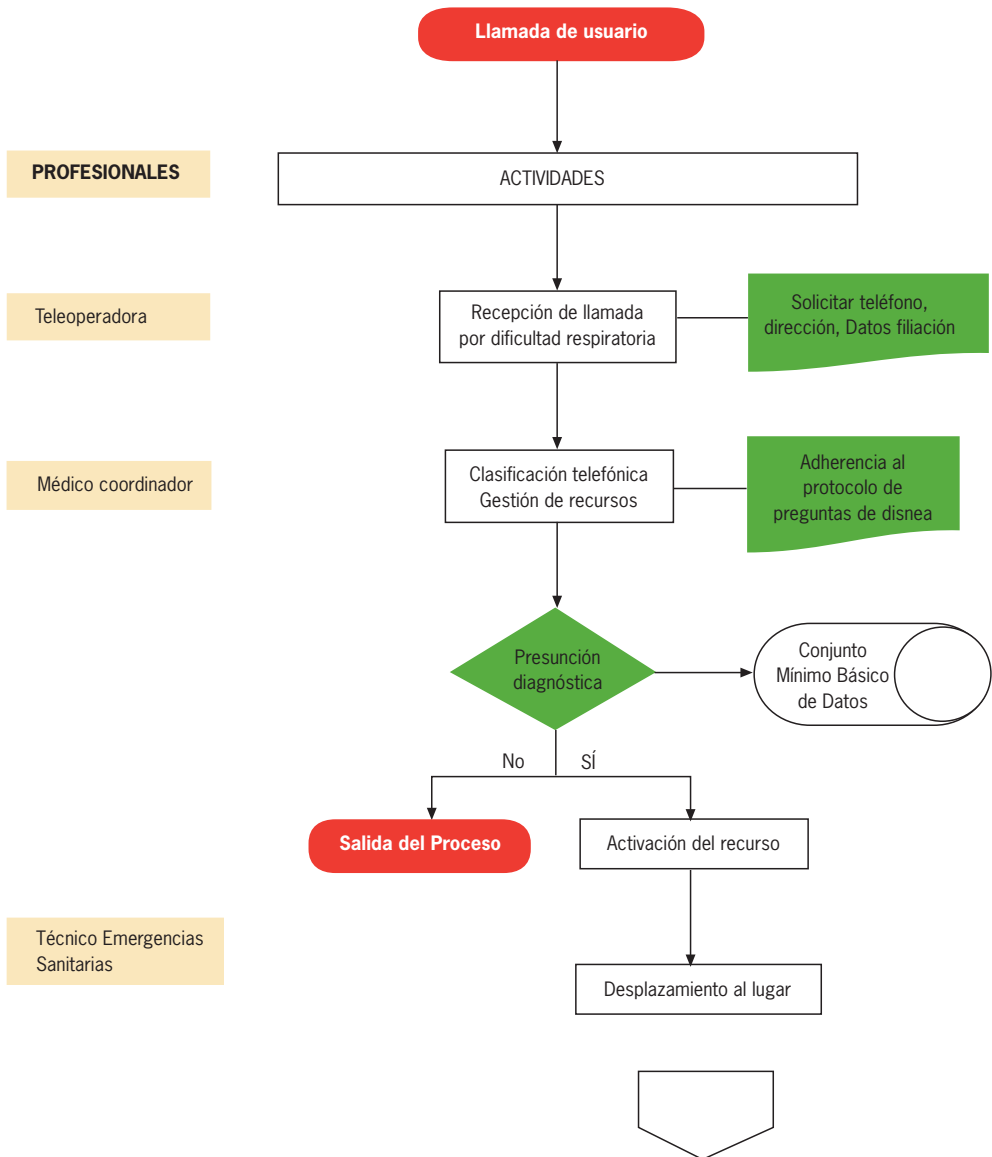 Llamada de usuario
PROFESIONALES
ACTIVIDADES
Teleoperadora
Recepción de llamada
por dificultad respiratoria
Solicitar teléfono,
dirección, Datos filiación
Médico coordinador
Clasificación telefónica
Gestión de recursos
Adherencia al
protocolo de
preguntas de disnea
Presunción
diagnóstica
Conjunto
Mínimo Básico
de Datos
No
SÍ
Salida del Proceso
Activación del recurso
Técnico Emergencias
Sanitarias
Desplazamiento al lugar